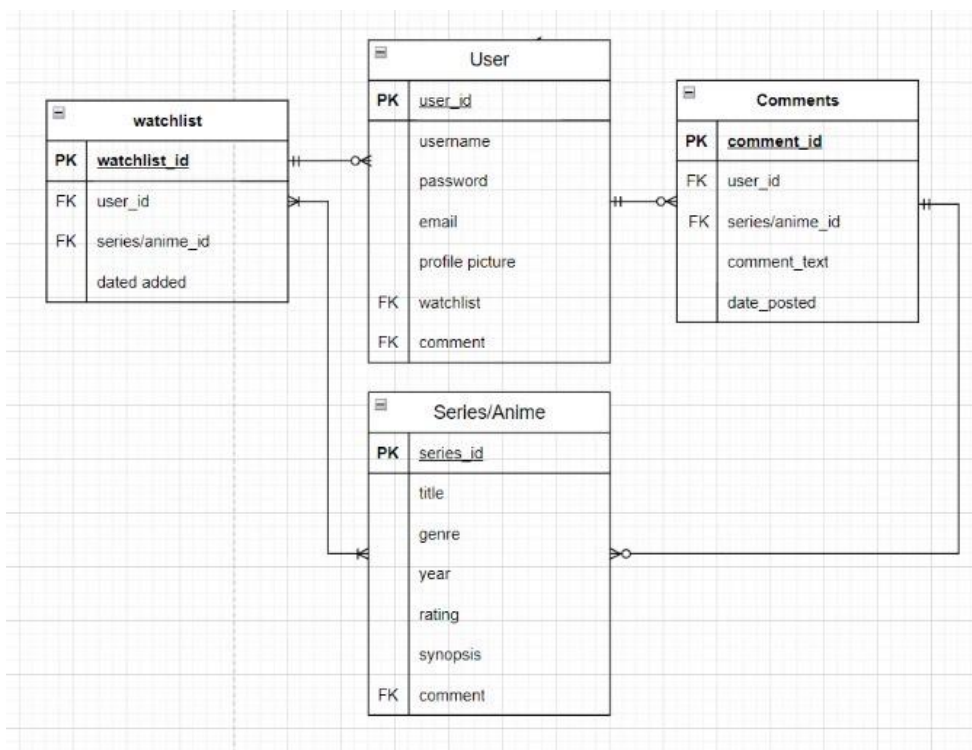 watchlist
PK watchlist_id
FK user_id
FK series/anime_id
dated added
User
PK user_id
username
password
email
profile picture
FK watchlist
FK comment
Comments
PK comment_id
FK user_id
FK series/anime_id
comment_text
date_posted
Series/Anime
PK series_id
title
genre
year
rating
synopsis
FK comment